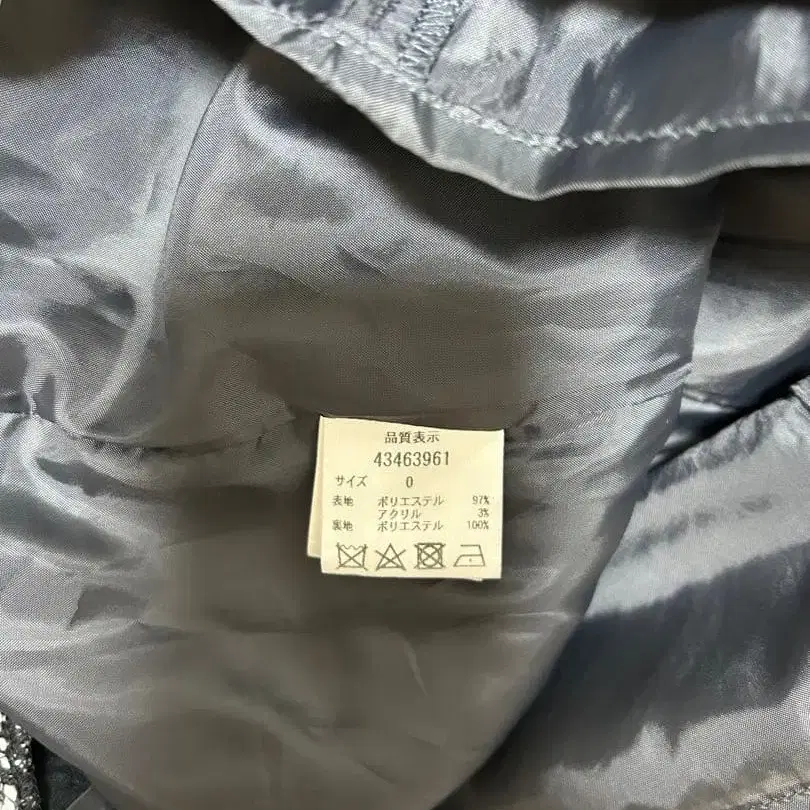 品質表示
43463961
サイズ 0
表地 ポリエステル 97%
アクリル 3%
裏地 ポリエステル 100%